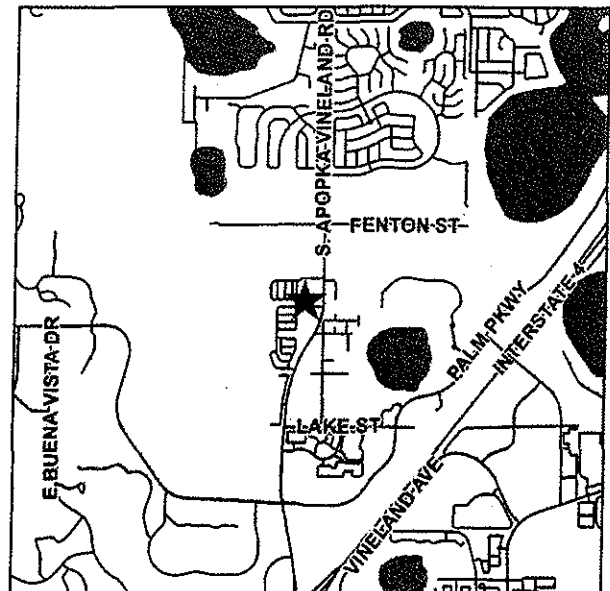 S. APOPKA-VINELAND RD
FENTON ST
PALM PKWY
INTERSTATE 4
E BUENA VISTA DR
LAKE ST
VINELAND AVE